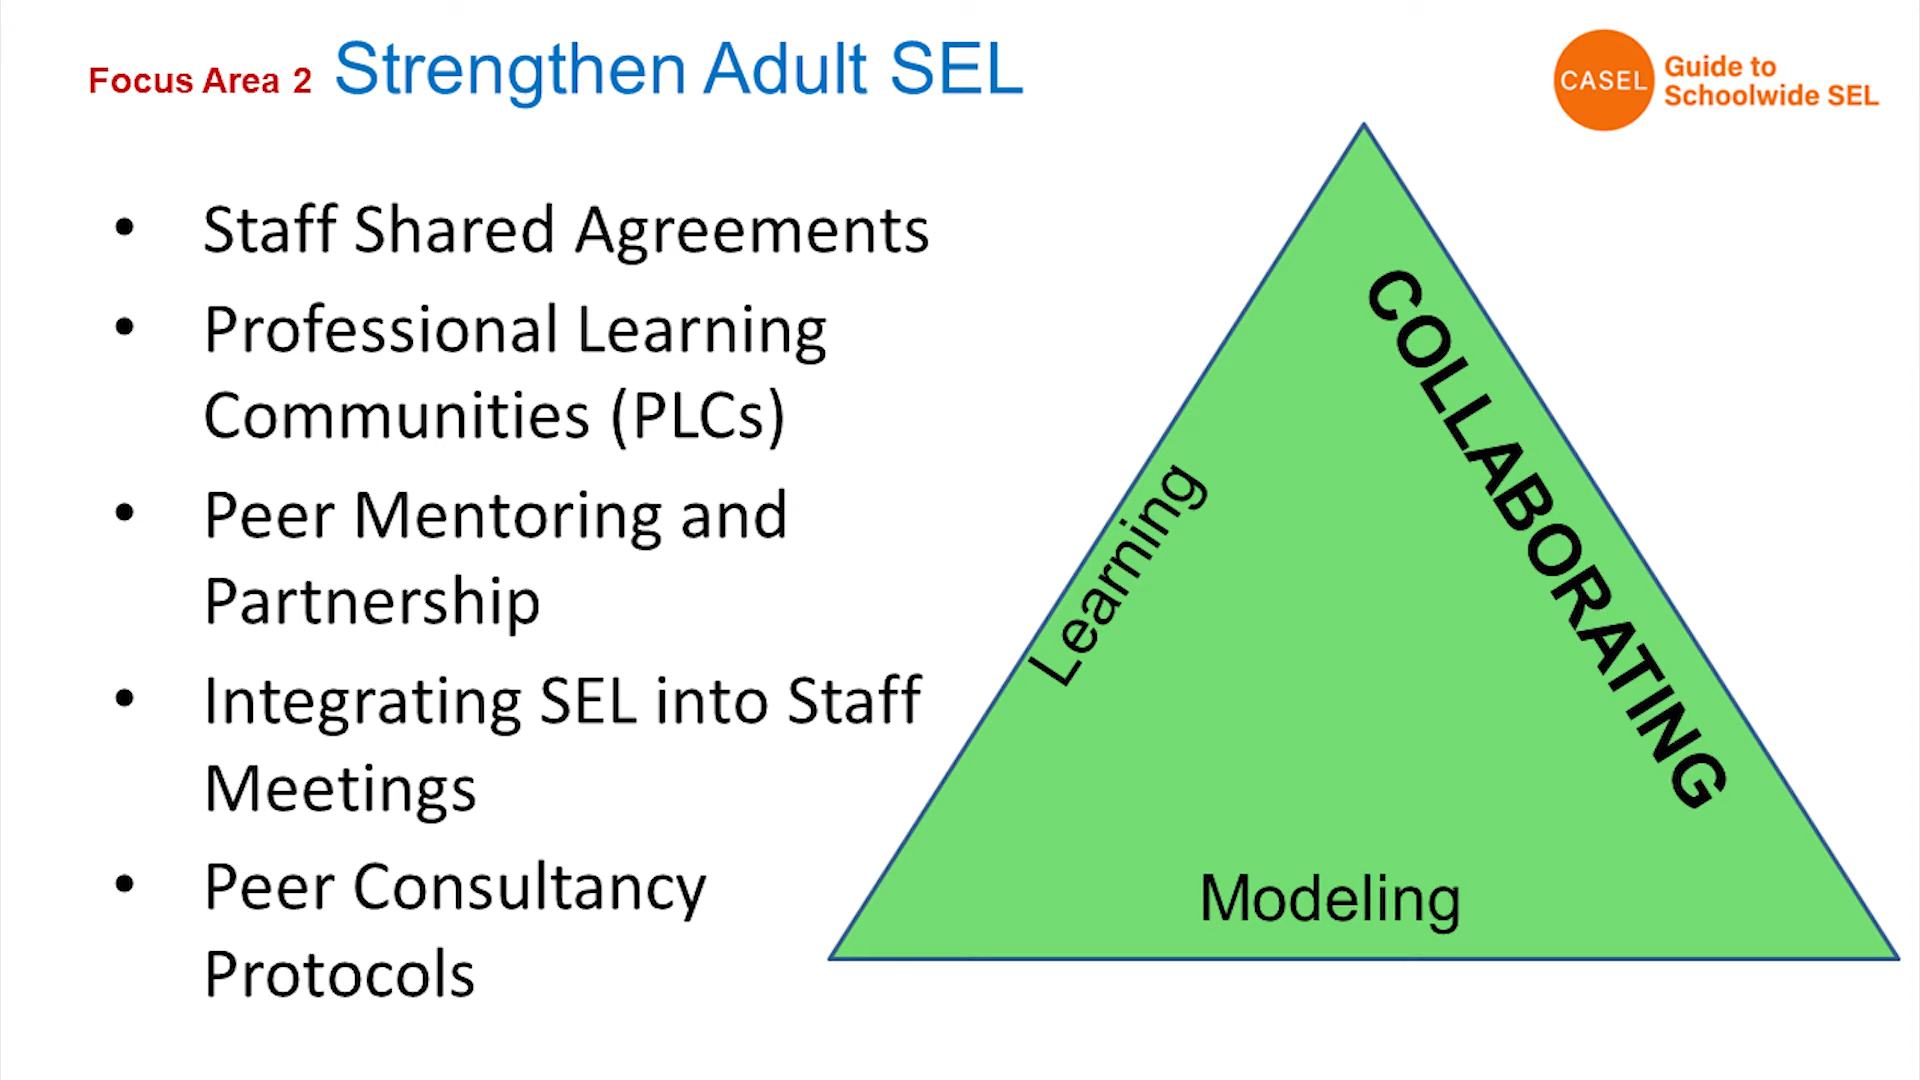 Focus Area 2 Strengthen Adult SEL
CASEL
Guide to
Schoolwide SEL
• Staff Shared Agreements
• Professional Learning
Communities (PLCs)
• Peer Mentoring and
Partnership
• Integrating SEL into Staff
Meetings
• Peer Consultancy
Protocols
Learning
COLLABORATING
Modeling